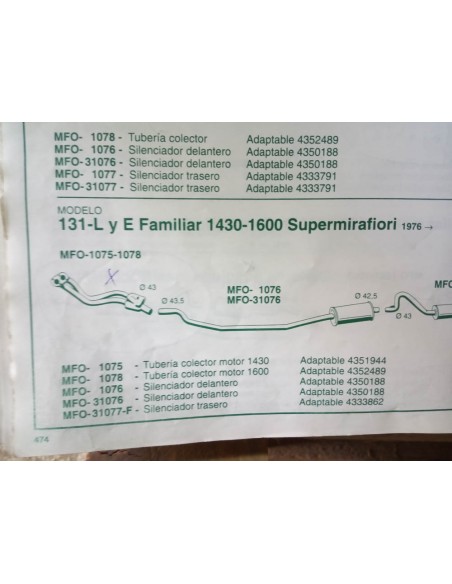 MFO- 1078 - Tubería colector Adaptable 4352489
MFO- 1076 - Silenciador delantero Adaptable 4350188
MFO-31076 - Silenciador delantero Adaptable 4350188
MFO- 1077 - Silenciador trasero Adaptable 4333791
MFO-31077 - Silenciador trasero Adaptable 4333791
MODELO
131-L y E Familiar 1430-1600 Supermirafiori 1976 →
MFO-1075-1078
X
Ø 43
Ø 43,5
MFO- 1076
MFO-31076
Ø 42,5
Ø 43
MFO- 1075 - Tubería colector motor 1430 Adaptable 4351944
MFO- 1078 - Tubería colector motor 1600 Adaptable 4352489
MFO- 1076 - Silenciador delantero Adaptable 4350188
MFO-31076 - Silenciador delantero Adaptable 4350188
MFO-31077-F - Silenciador trasero Adaptable 4333862
474